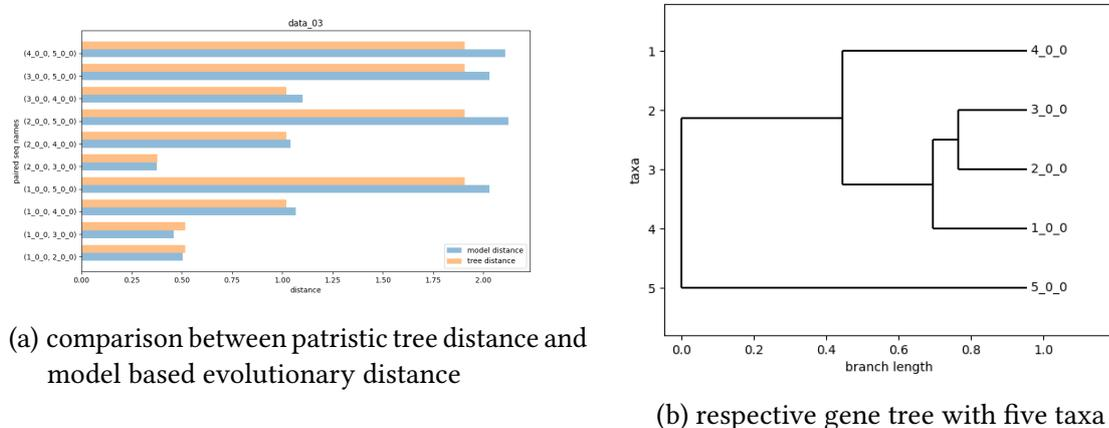 data_03
paired seq names
(4_0_0, 5_0_0)
(3_0_0, 5_0_0)
(3_0_0, 4_0_0)
(2_0_0, 5_0_0)
(2_0_0, 4_0_0)
(2_0_0, 3_0_0)
(1_0_0, 5_0_0)
(1_0_0, 4_0_0)
(1_0_0, 3_0_0)
(1_0_0, 2_0_0)
model distance
tree distance
0.00 0.25 0.50 0.75 1.00 1.25 1.50 1.75 2.00
distance
(a) comparison between patristic tree distance and
model based evolutionary distance
taxa
1
2
3
4
5
4_0_0
3_0_0
2_0_0
1_0_0
5_0_0
0.0 0.2 0.4 0.6 0.8 1.0
branch length
(b) respective gene tree with five taxa